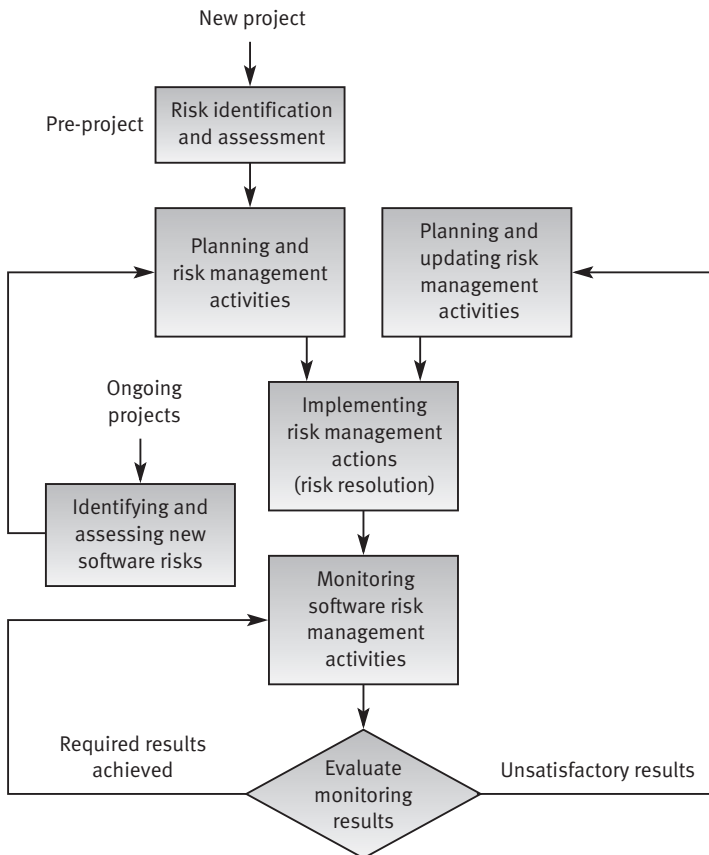 New project
Pre-project
Risk identification
and assessment
Planning and
risk management
activities
Planning and
updating risk
management
activities
Ongoing
projects
Implementing
risk management
actions
(risk resolution)
Identifying and
assessing new
software risks
Monitoring
software risk
management
activities
Required results
achieved
Evaluate
monitoring
results
Unsatisfactory results